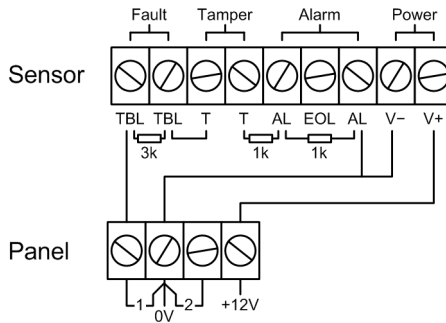 Fault Tamper Alarm Power
Sensor
TBL TBL T T AL EOL AL V− V+
3k 1k 1k
Panel
1 2
0V +12V